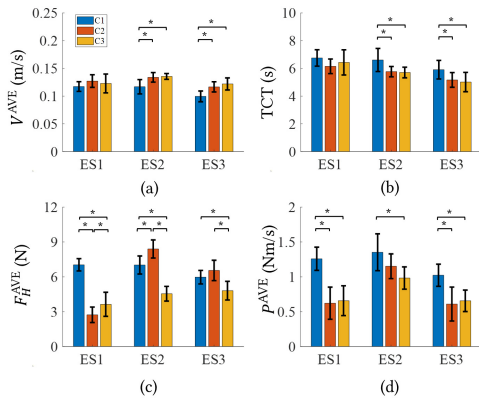 0.25
0.2
0.15
0.1
0.05
0
V^AVE (m/s)
C1
C2
C3
*
*
*
*
ES1 ES2 ES3
(a)
10
8
6
4
2
0
TCT (s)
*
*
*
*
ES1 ES2 ES3
(b)
12
9
6
3
0
F_H^AVE (N)
*
*
*
*
*
*
*
*
ES1 ES2 ES3
(c)
2
1.5
1
0.5
0
P^AVE (Nm/s)
*
*
*
*
*
ES1 ES2 ES3
(d)